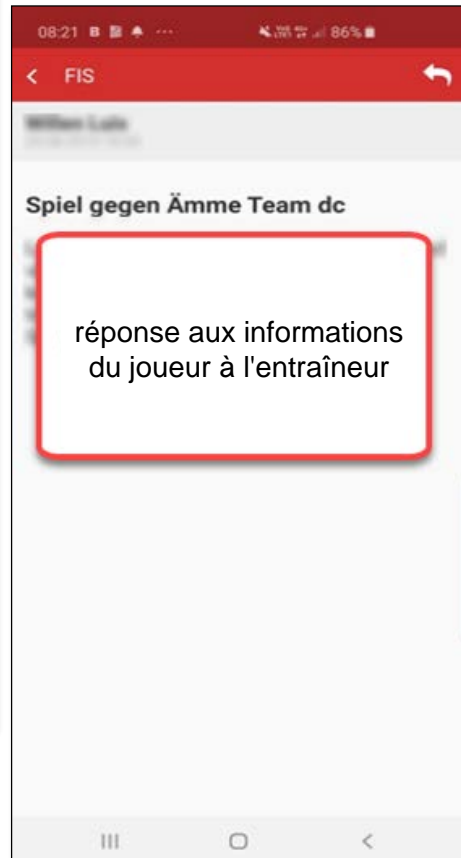 08:21 B ... 86%
FIS
Spiel gegen Ämme Team dc
réponse aux informations
du joueur à l'entraîneur